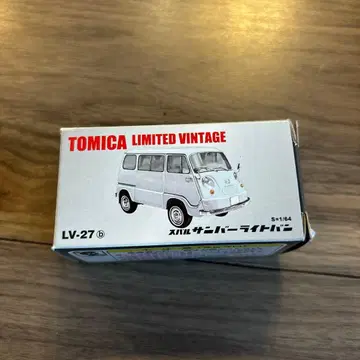 TOMICA LIMITED VINTAGE
S=1/64
LV-27 ⓑ
スバル サンバーライトバン